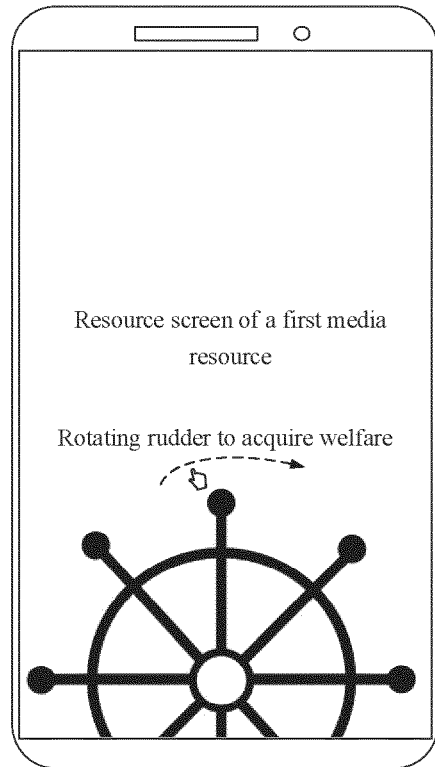 Resource screen of a first media
resource
Rotating rudder to acquire welfare